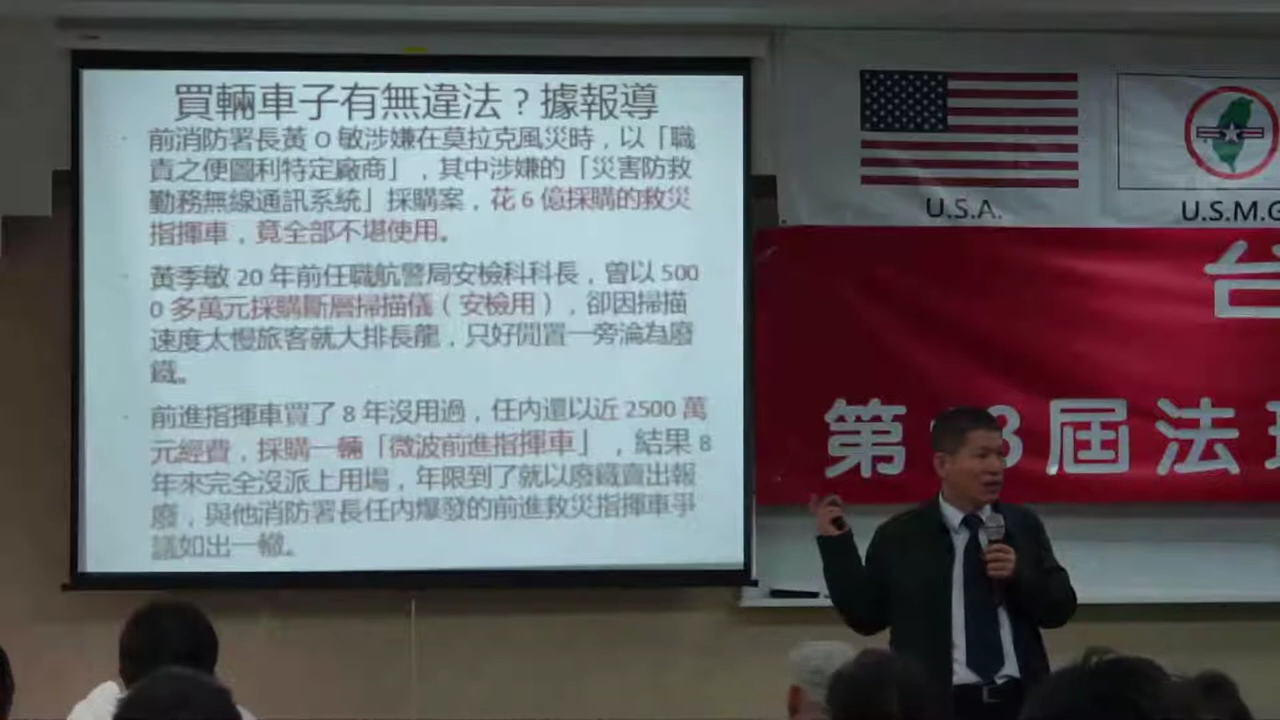 買輛車子有無違法？據報導
前消防署長黃O敏涉嫌在莫拉克風災時，以「職
責之便圖利特定廠商」，其中涉嫌的「災害防救
勤務無線通訊系統」採購案，花6億採購的救災
指揮車，竟全部不堪使用。
黃季敏20年前任職航警局安檢科科長，曾以500
0多萬元採購斷層掃描儀（安檢用），卻因掃描
速度太慢旅客就大排長龍，只好閒置一旁淪為廢
鐵。
前進指揮車買了8年沒用過，任內還以近2500萬
元經費，採購一輛「微波前進指揮車」，結果8
年來完全沒派上用場，年限到了就以廢鐵賣出報
廢，與他消防署長任內爆發的前進救災指揮車爭
議如出一轍。
U.S.A.
U.S.M.G
台
第 3屆法